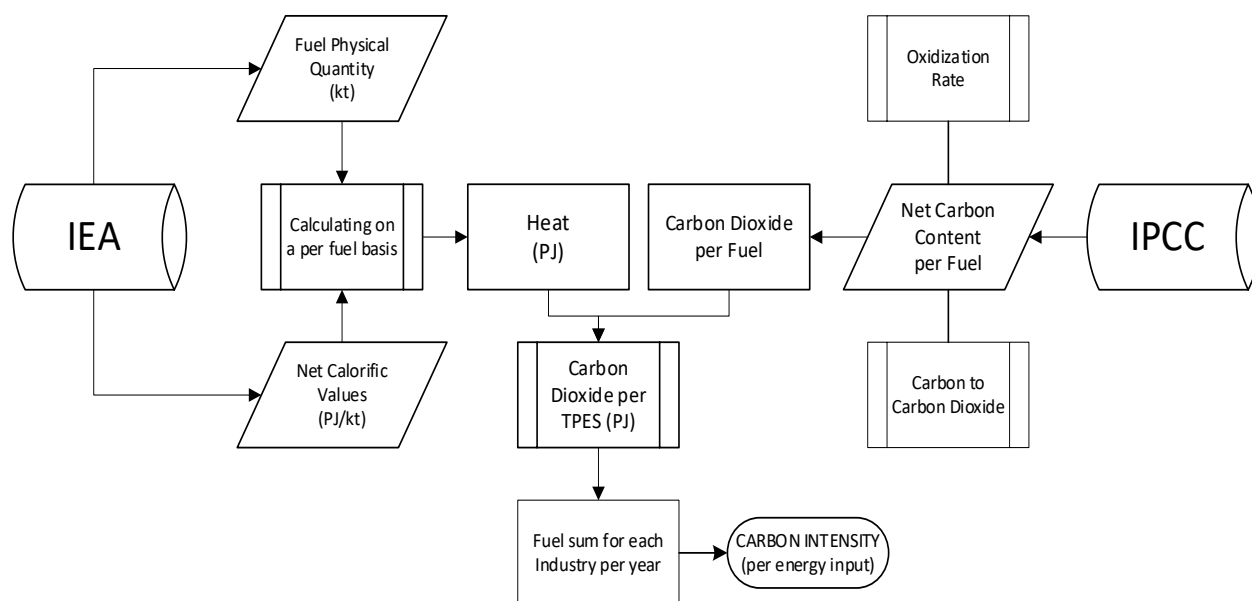 Fuel Physical
Quantity
(kt)
Oxidization
Rate
IEA
Calculating on
a per fuel basis
Heat
(PJ)
Carbon Dioxide
per Fuel
Net Carbon
Content
per Fuel
IPCC
Net Calorific
Values
(PJ/kt)
Carbon
Dioxide per
TPES (PJ)
Carbon to
Carbon Dioxide
Fuel sum for each
Industry per year
CARBON INTENSITY
(per energy input)